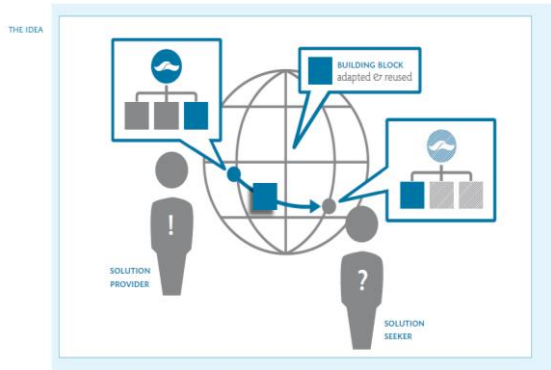 THE IDEA
BUILDING BLOCK
adapted & reused
!
SOLUTION
PROVIDER
?
SOLUTION
SEEKER